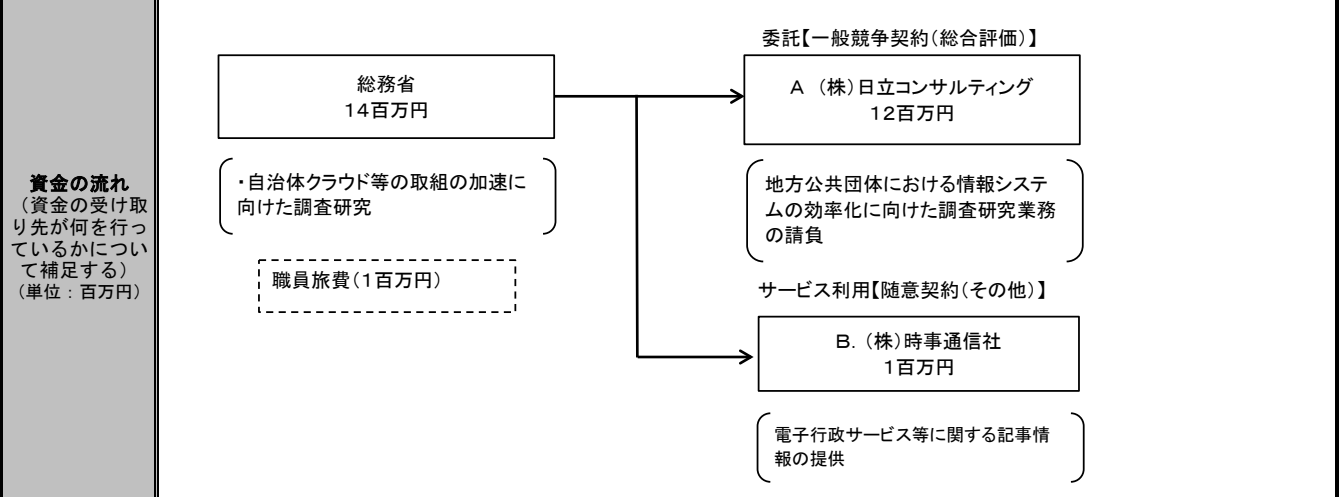 資金の流れ
（資金の受け取
り先が何を行っ
ているかについ
て補足する）
（単位：百万円）
総務省
１４百万円
・自治体クラウド等の取組の加速に
向けた調査研究
職員旅費（１百万円）
委託【一般競争契約（総合評価）】
Ａ （株）日立コンサルティング
１２百万円
地方公共団体における情報システ
ムの効率化に向けた調査研究業務
の請負
サービス利用【随意契約（その他）】
Ｂ．（株）時事通信社
１百万円
電子行政サービス等に関する記事情
報の提供